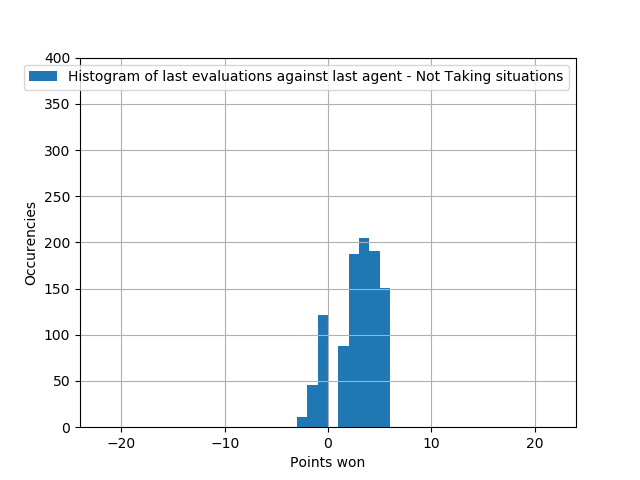 Histogram of last evaluations against last agent - Not Taking situations
400
350
300
250
200
150
100
50
0
Occurencies
−20 −10 0 10 20
Points won